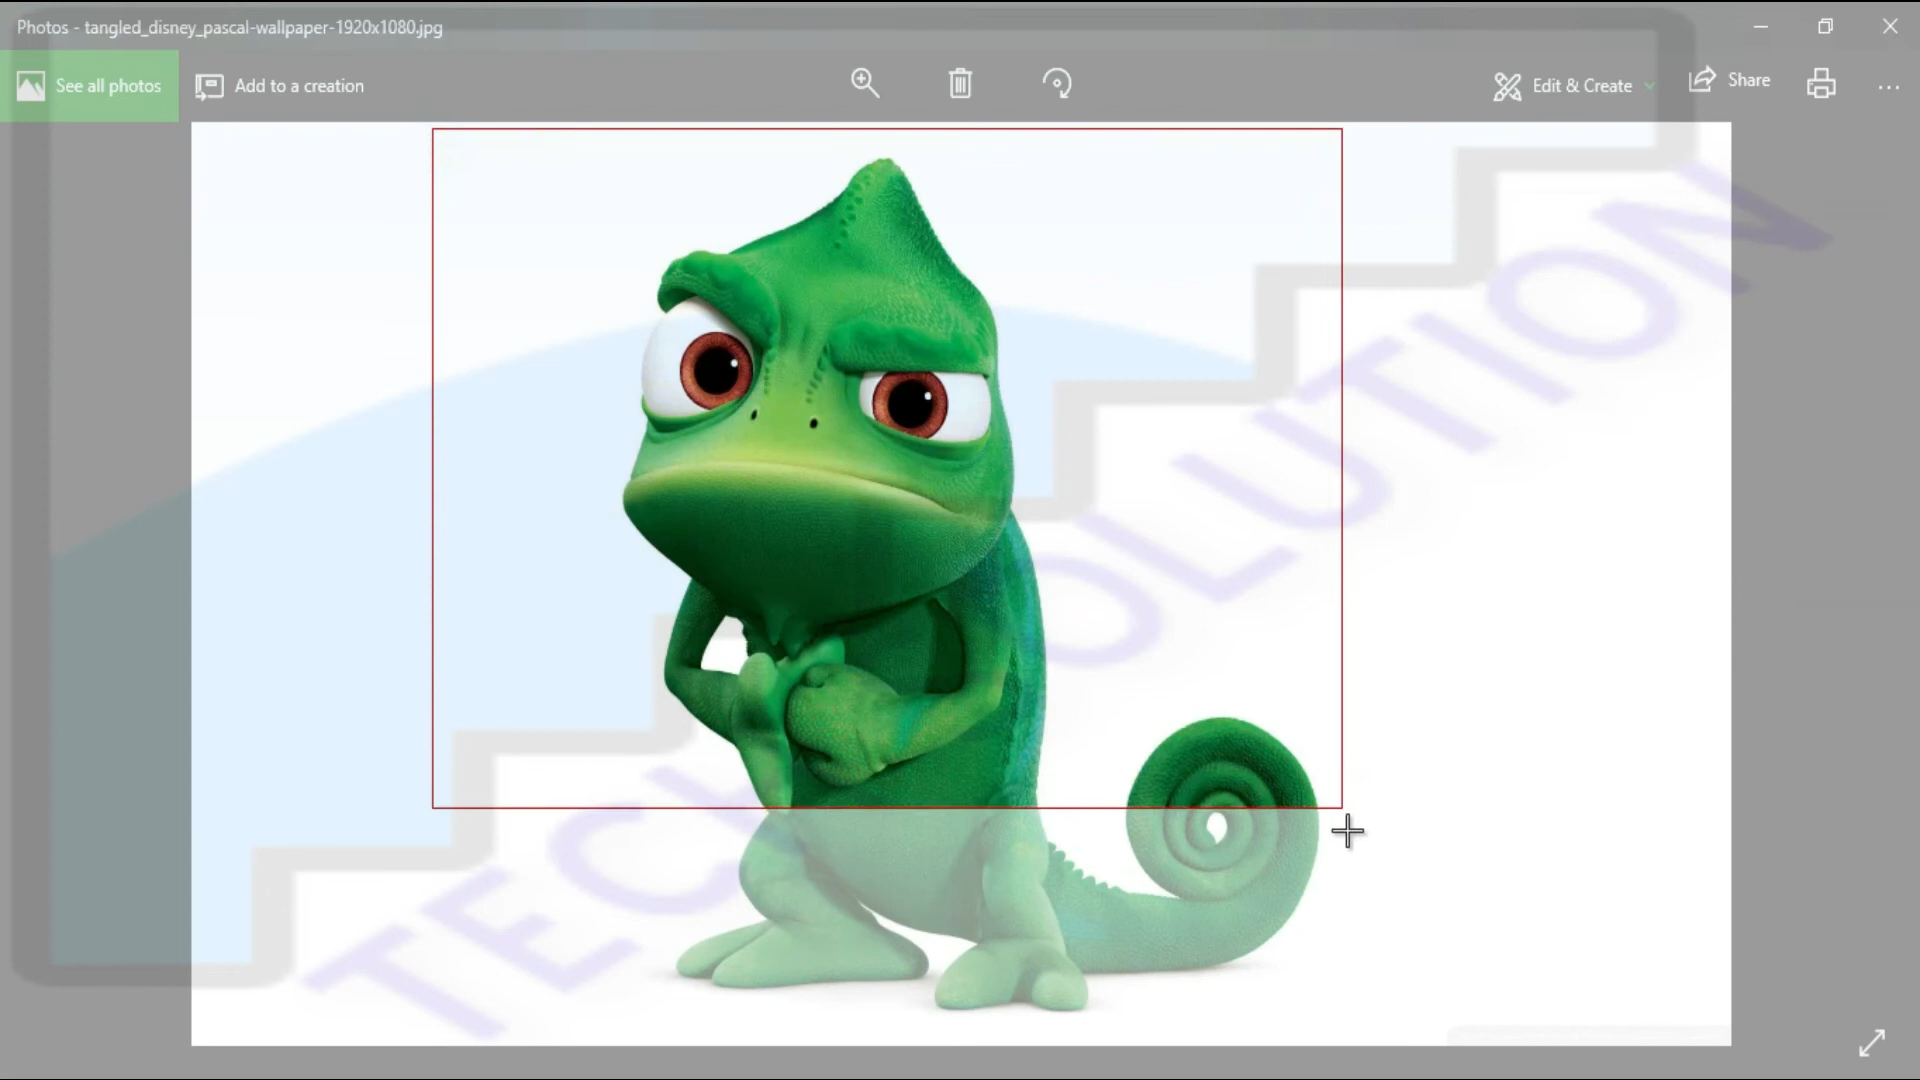 Photos - tangled_disney_pascal-wallpaper-1920x1080.jpg
See all photos
Add to a creation
Edit & Create
Share
TECH SOLUTION